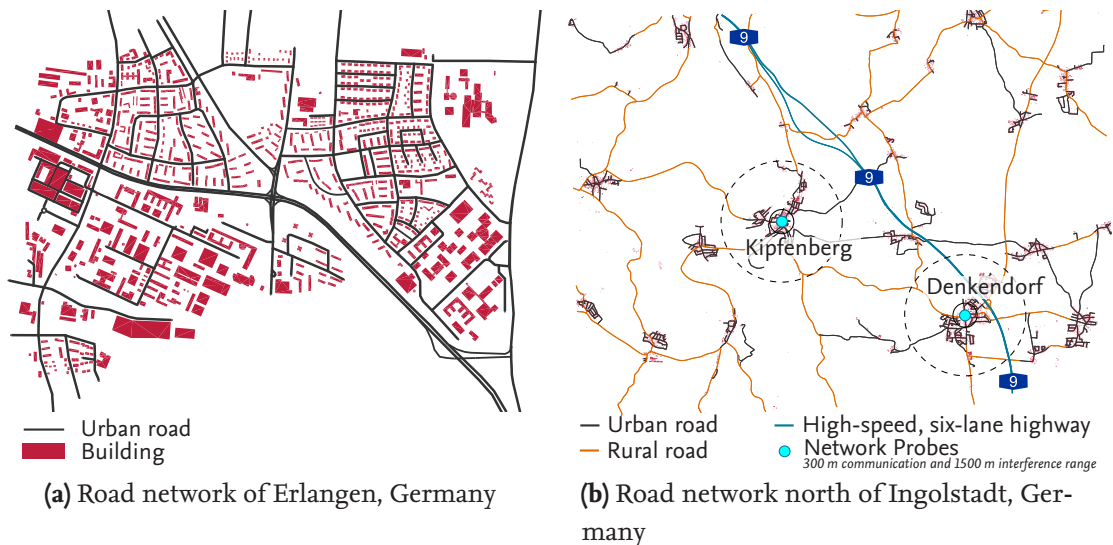 9
9
Kipfenberg
Denkendorf
9
Urban road
Building
Urban road
Rural road
High-speed, six-lane highway
Network Probes
300 m communication and 1500 m interference range
(a) Road network of Erlangen, Germany
(b) Road network north of Ingolstadt, Ger-
many